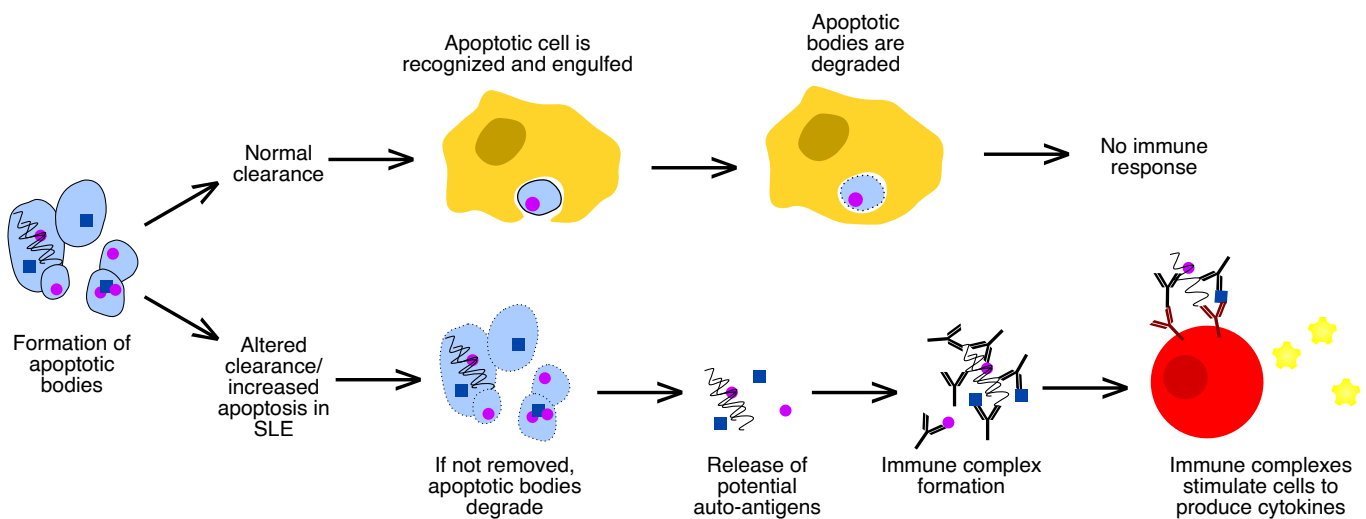 Formation of
apoptotic
bodies
Normal
clearance
Apoptotic cell is
recognized and engulfed
Apoptotic
bodies are
degraded
No immune
response
Altered
clearance/
increased
apoptosis in
SLE
If not removed,
apoptotic bodies
degrade
Release of
potential
auto-antigens
Immune complex
formation
Immune complexes
stimulate cells to
produce cytokines